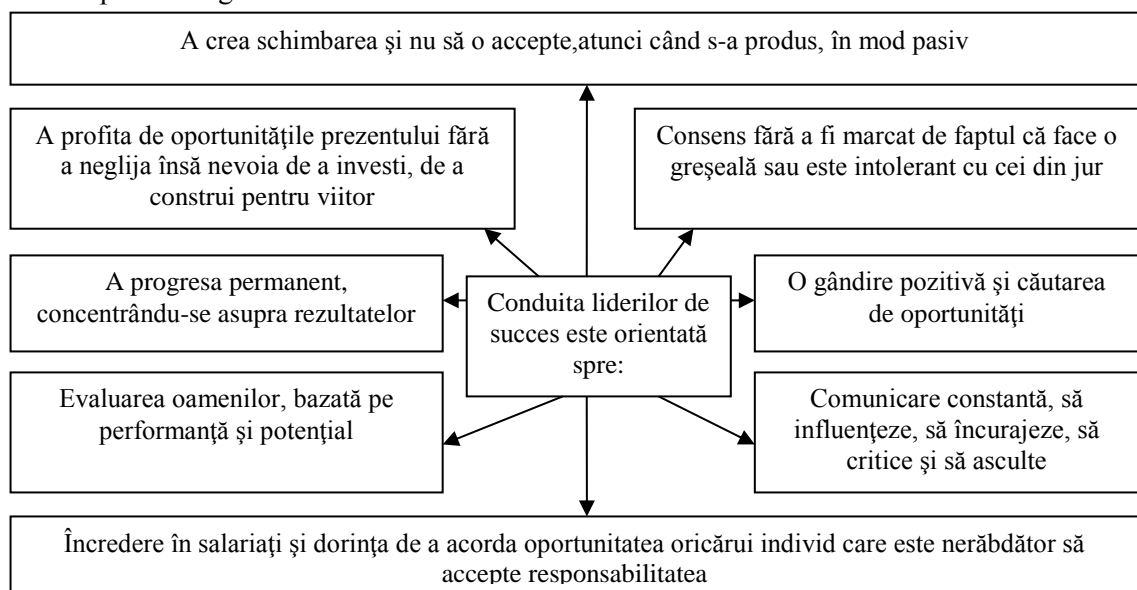 A crea schimbarea şi nu să o accepte,atunci când s-a produs, în mod pasiv
A profita de oportunităţile prezentului fără
a neglija însă nevoia de a investi, de a
construi pentru viitor
Consens fără a fi marcat de faptul că face o
greşeală sau este intolerant cu cei din jur
A progresa permanent,
concentrându-se asupra rezultatelor
Conduita liderilor de
succes este orientată
spre:
O gândire pozitivă şi căutarea
de oportunităţi
Evaluarea oamenilor, bazată pe
performanţă şi potenţial
Comunicare constantă, să
influenţeze, să încurajeze, să
critice şi să asculte
Încredere în salariaţi şi dorinţa de a acorda oportunitatea oricărui individ care este nerăbdător să
accepte responsabilitatea